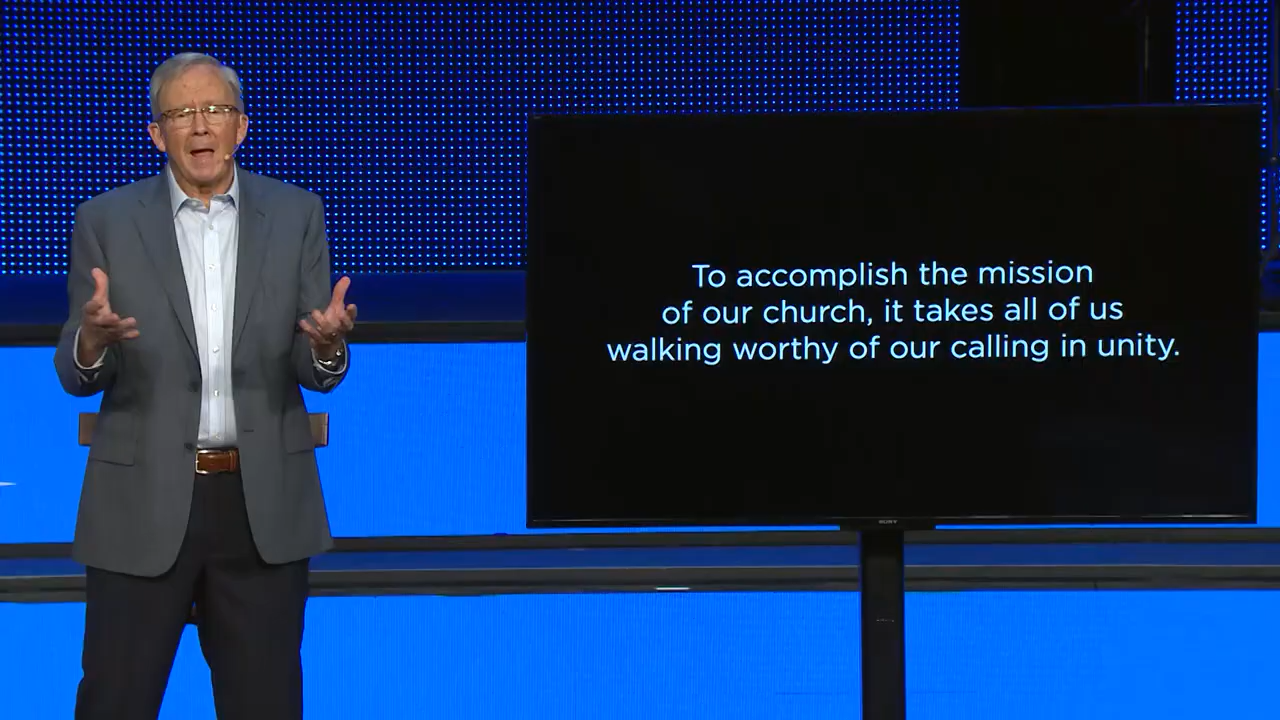 To accomplish the mission
of our church, it takes all of us
walking worthy of our calling in unity.
SONY